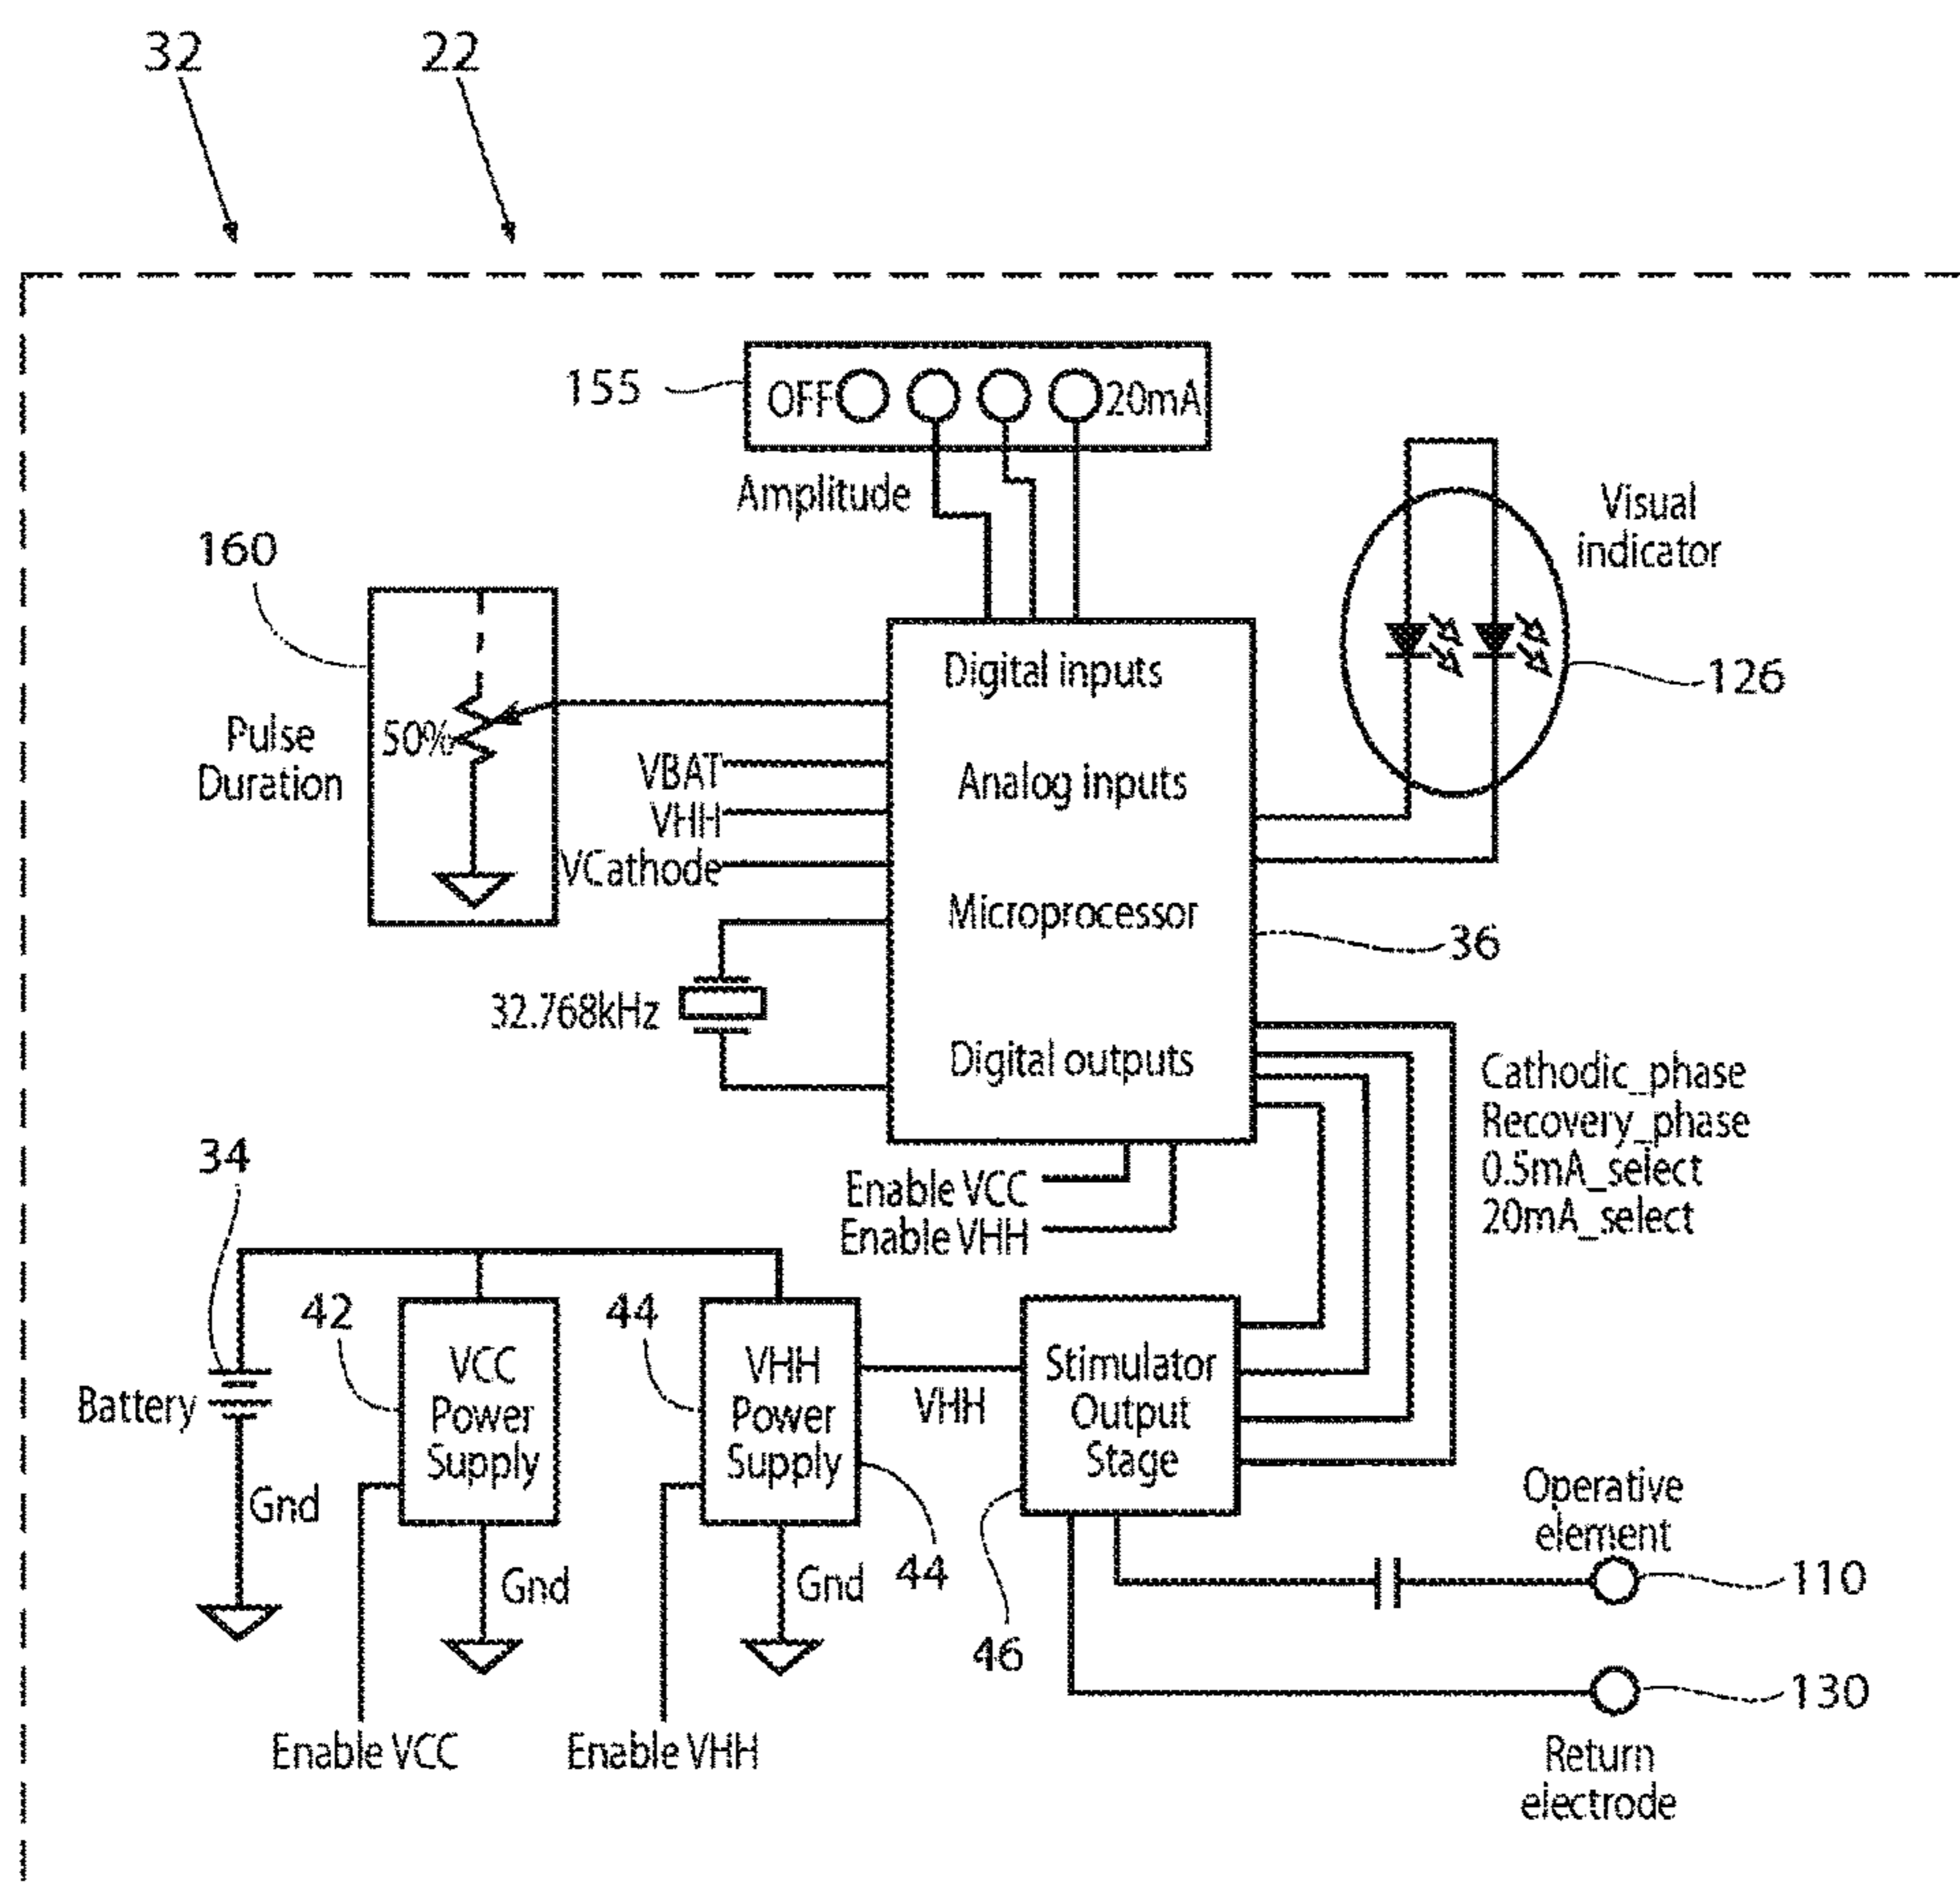 32
22
155
OFF
20mA
Amplitude
Visual
indicator
160
126
Pulse
Duration
50%
Digital inputs
VBAT
Analog inputs
VHH
VCathode
Microprocessor
36
32.768kHz
Digital outputs
Cathodic_phase
Recovery_phase
0.5mA_select
20mA_select
Enable VCC
Enable VHH
34
42
44
Battery
VCC
Power
Supply
VHH
Power
Supply
VHH
Stimulator
Output
Stage
Gnd
Gnd
Gnd
44
46
Operative
element
110
130
Enable VCC
Enable VHH
Return
electrode